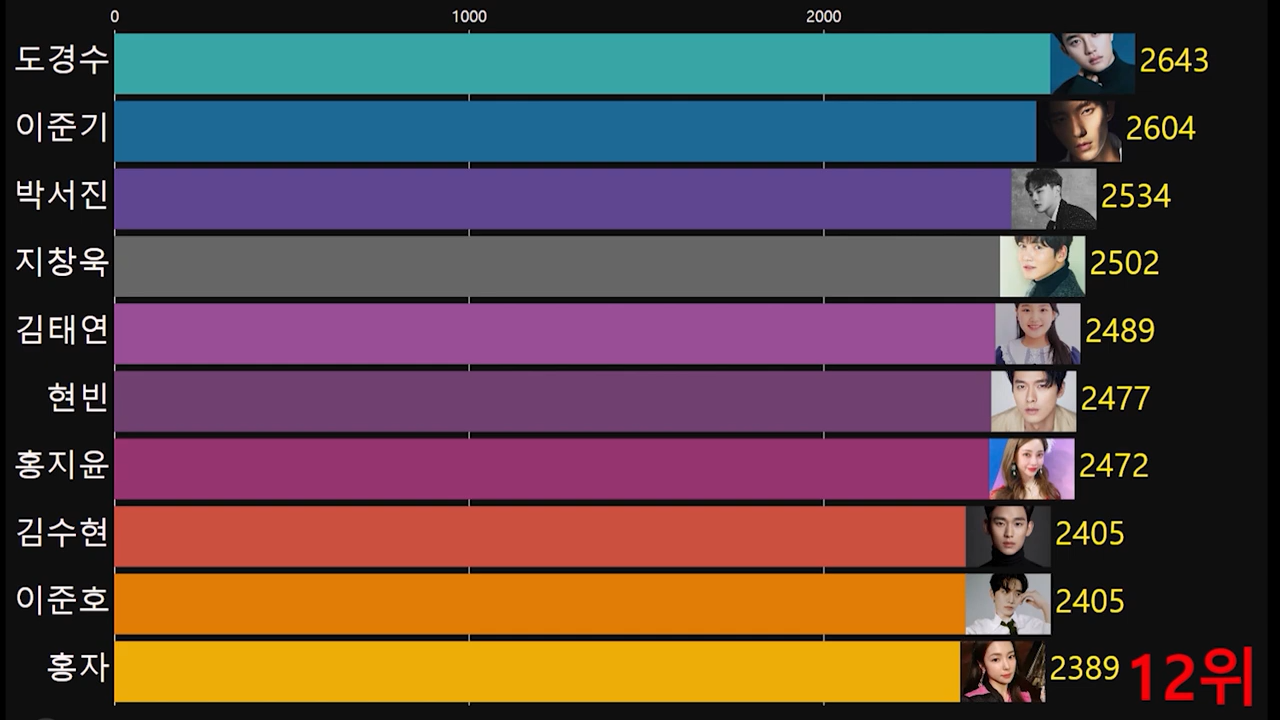 0 1000 2000
도경수 2643
이준기 2604
박서진 2534
지창욱 2502
김태연 2489
현빈 2477
홍지윤 2472
김수현 2405
이준호 2405
홍자 2389 12위